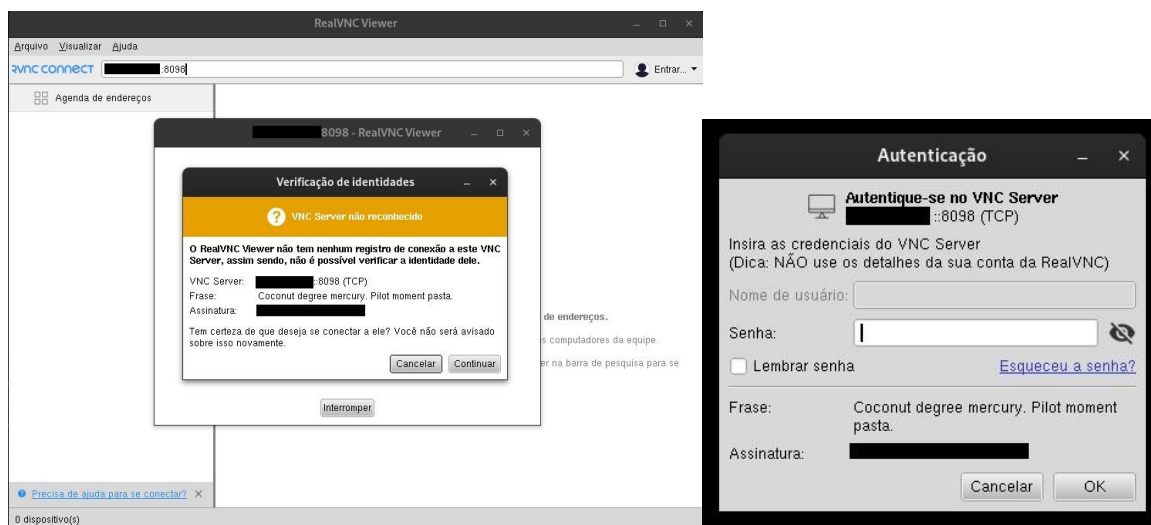 RealVNC Viewer
Arquivo Visualizar Ajuda
RVNC CONNECT :8098 Entrar...
Agenda de endereços
8098 - RealVNC Viewer
Verificação de identidades
VNC Server não reconhecido
O RealVNC Viewer não tem nenhum registro de conexão a este VNC
Server, assim sendo, não é possível verificar a identidade dele.
VNC Server: ::8098 (TCP)
Frase: Coconut degree mercury. Pilot moment pasta.
Assinatura:
Tem certeza de que deseja se conectar a ele? Você não será avisado
sobre isso novamente.
Cancelar Continuar
de endereços.
s computadores da equipe.
er na barra de pesquisa para se
Interromper
Precisa de ajuda para se conectar?
0 dispositivo(s)
Autenticação
Autentique-se no VNC Server
::8098 (TCP)
Insira as credenciais do VNC Server
(Dica: NÃO use os detalhes da sua conta da RealVNC)
Nome de usuário:
Senha:
Lembrar senha Esqueceu a senha?
Frase: Coconut degree mercury. Pilot moment
pasta.
Assinatura:
Cancelar OK